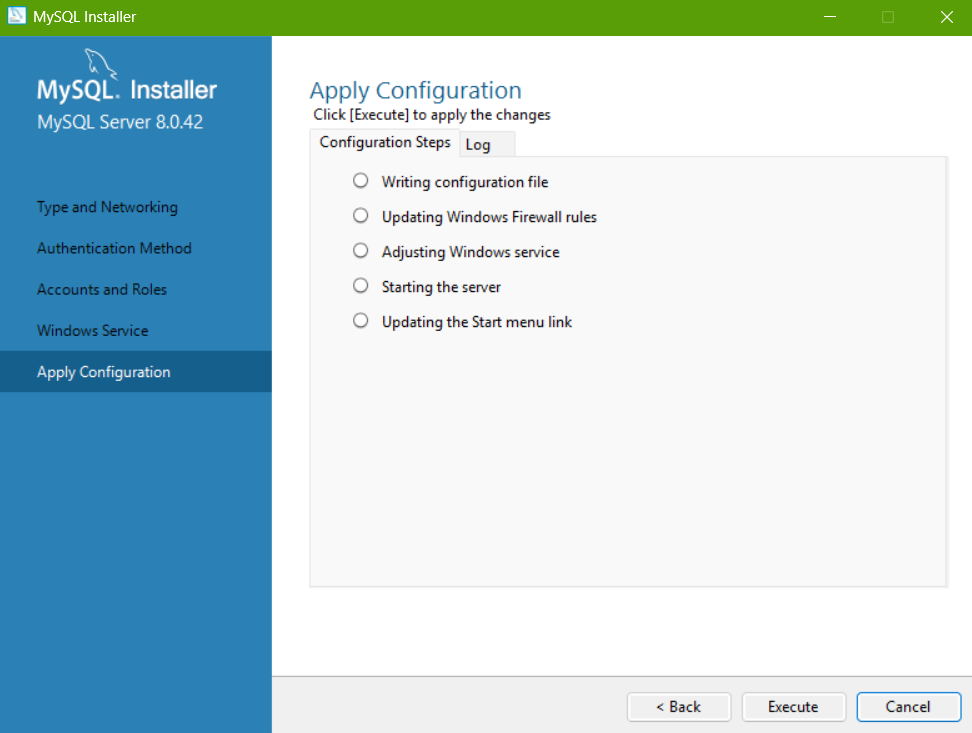 MySQL Installer
MySQL. Installer
MySQL Server 8.0.42
Type and Networking
Authentication Method
Accounts and Roles
Windows Service
Apply Configuration
Apply Configuration
Click [Execute] to apply the changes
Configuration Steps Log
Writing configuration file
Updating Windows Firewall rules
Adjusting Windows service
Starting the server
Updating the Start menu link
< Back Execute Cancel